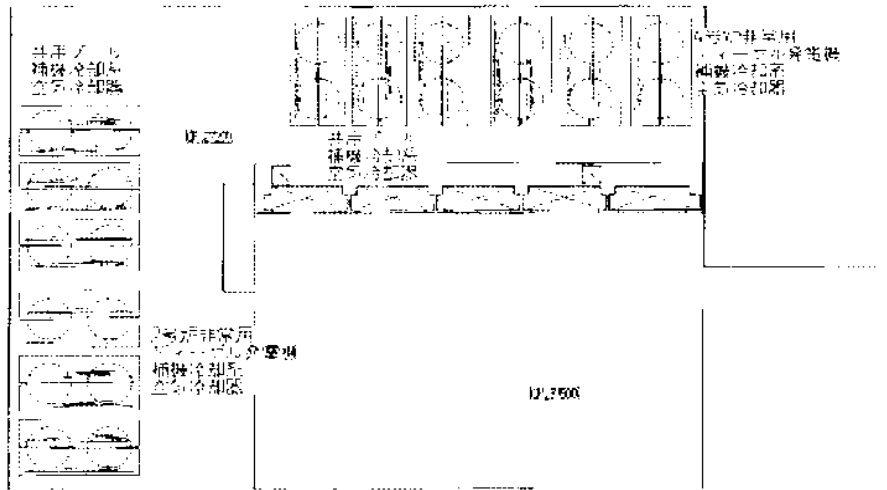 共用プール
補機冷却系
空気冷却器
4号炉非常用
ディーゼル発電機
補機冷却系
空気冷却器
共用プール
補機冷却系
空気冷却器
2号炉非常用
ディーゼル発電機
補機冷却系
空気冷却器